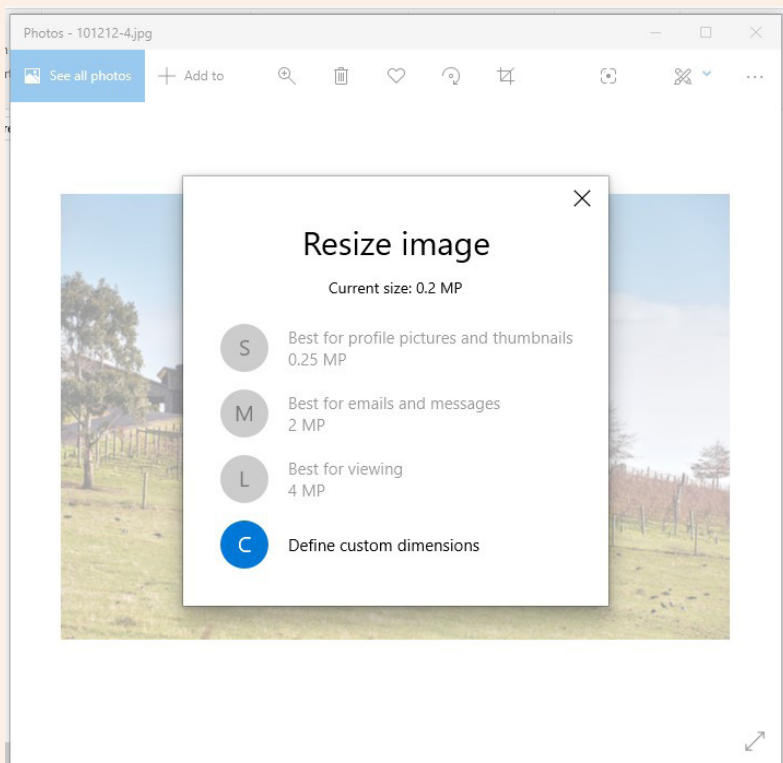 Photos - 101212-4.jpg
See all photos
Add to
Resize image
Current size: 0.2 MP
S
Best for profile pictures and thumbnails
0.25 MP
M
Best for emails and messages
2 MP
L
Best for viewing
4 MP
C
Define custom dimensions